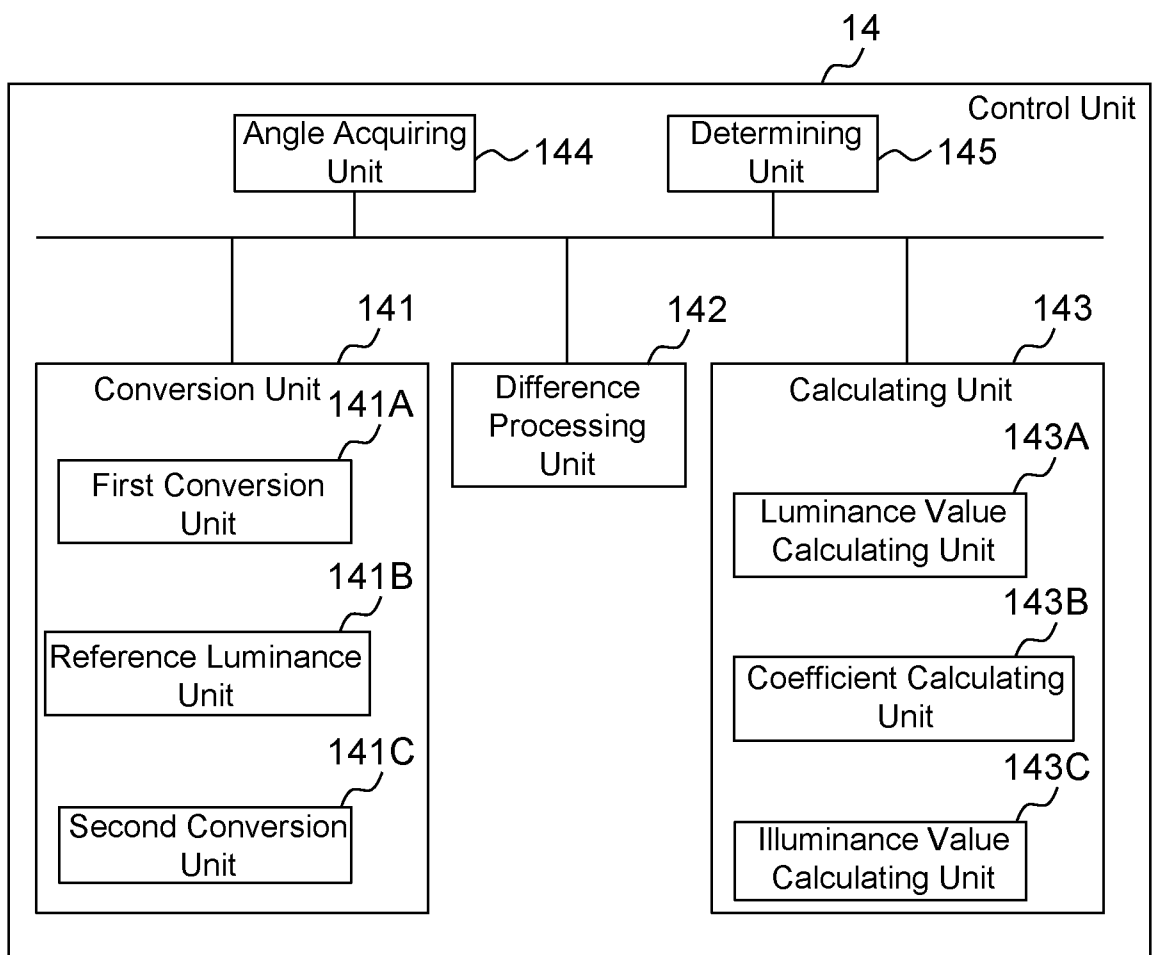 14
Control Unit
Angle Acquiring
Unit
144
Determining
Unit
145
141
Conversion Unit
141A
First Conversion
Unit
141B
Reference Luminance
Unit
141C
Second Conversion
Unit
142
Difference
Processing
Unit
143
Calculating Unit
143A
Luminance Value
Calculating Unit
143B
Coefficient Calculating
Unit
143C
Illuminance Value
Calculating Unit